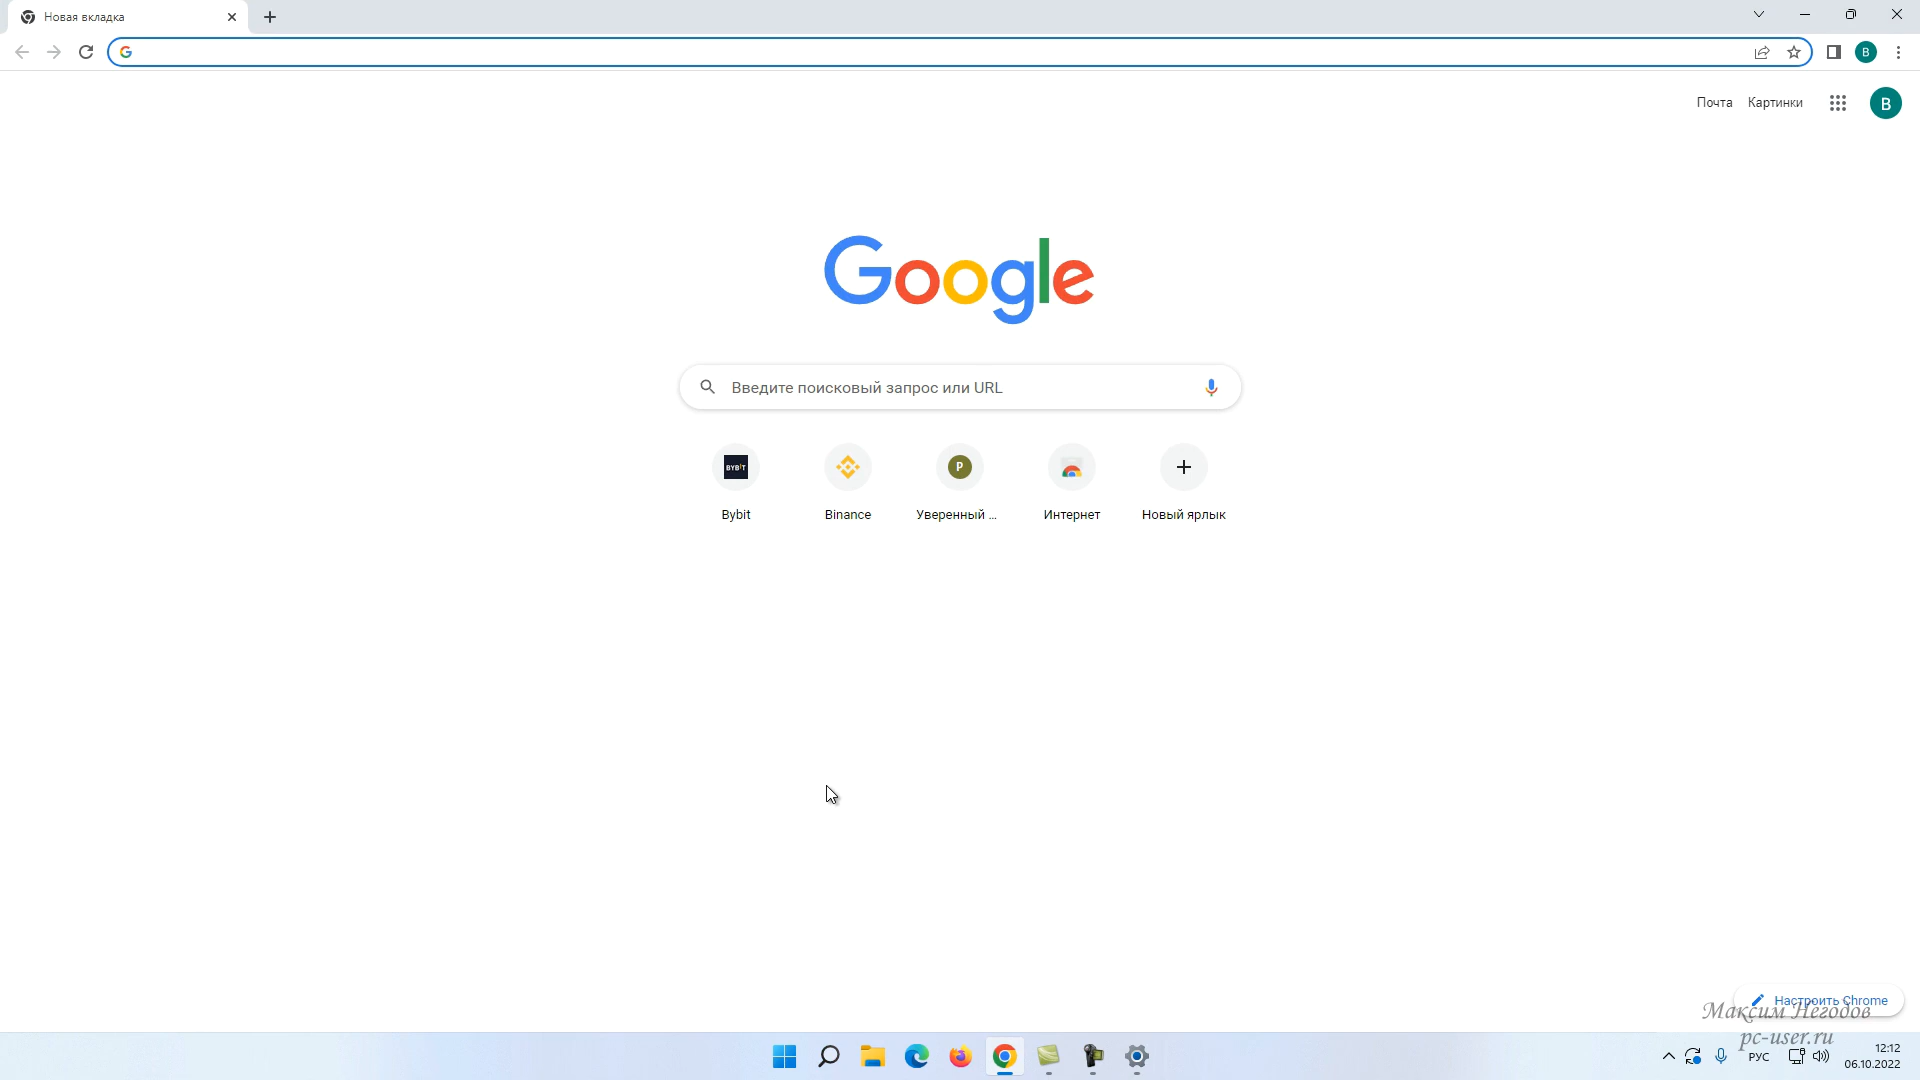 Новая вкладка
Почта Картинки
B
B
Google
Введите поисковый запрос или URL
BYBIT
P
Bybit
Binance
Уверенный ...
Интернет
Новый ярлык
Настроить Chrome
Максим Негодов
pc-user.ru
РУС
12:12
06.10.2022